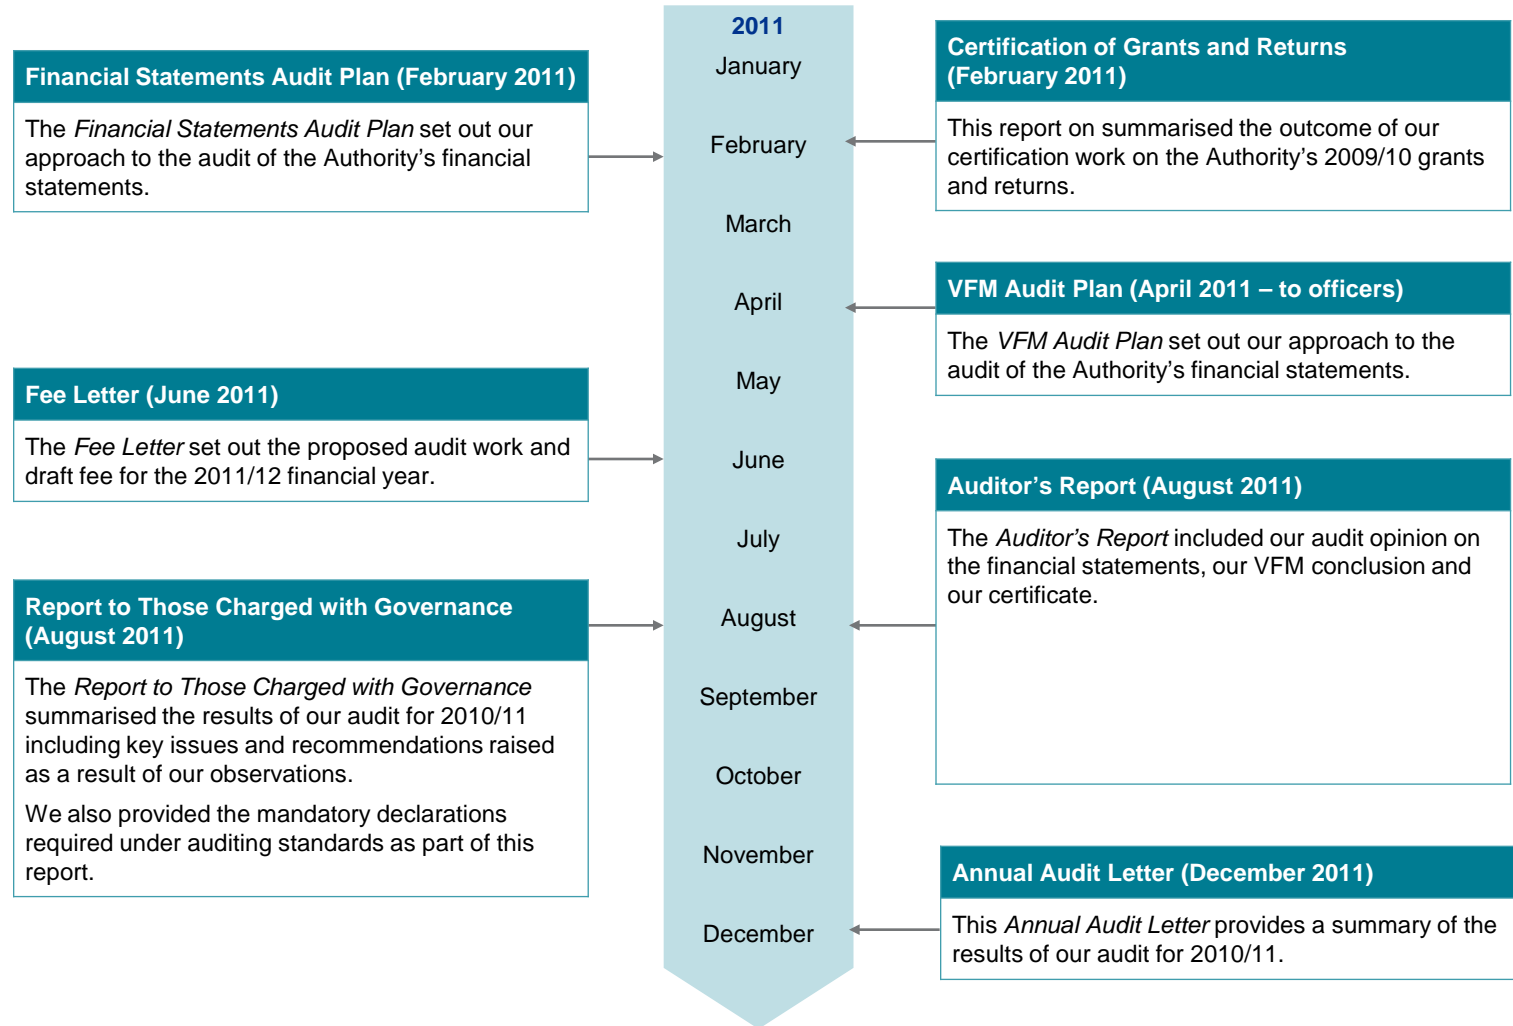 2011
January
February
March
April
May
June
July
August
September
October
November
December
Financial Statements Audit Plan (February 2011)
The Financial Statements Audit Plan set out our
approach to the audit of the Authority's financial
statements.
Fee Letter (June 2011)
The Fee Letter set out the proposed audit work and
draft fee for the 2011/12 financial year.
Report to Those Charged with Governance
(August 2011)
The Report to Those Charged with Governance
summarised the results of our audit for 2010/11
including key issues and recommendations raised
as a result of our observations.
We also provided the mandatory declarations
required under auditing standards as part of this
report.
Certification of Grants and Returns
(February 2011)
This report on summarised the outcome of our
certification work on the Authority's 2009/10 grants
and returns.
VFM Audit Plan (April 2011 – to officers)
The VFM Audit Plan set out our approach to the
audit of the Authority's financial statements.
Auditor's Report (August 2011)
The Auditor's Report included our audit opinion on
the financial statements, our VFM conclusion and
our certificate.
Annual Audit Letter (December 2011)
This Annual Audit Letter provides a summary of the
results of our audit for 2010/11.